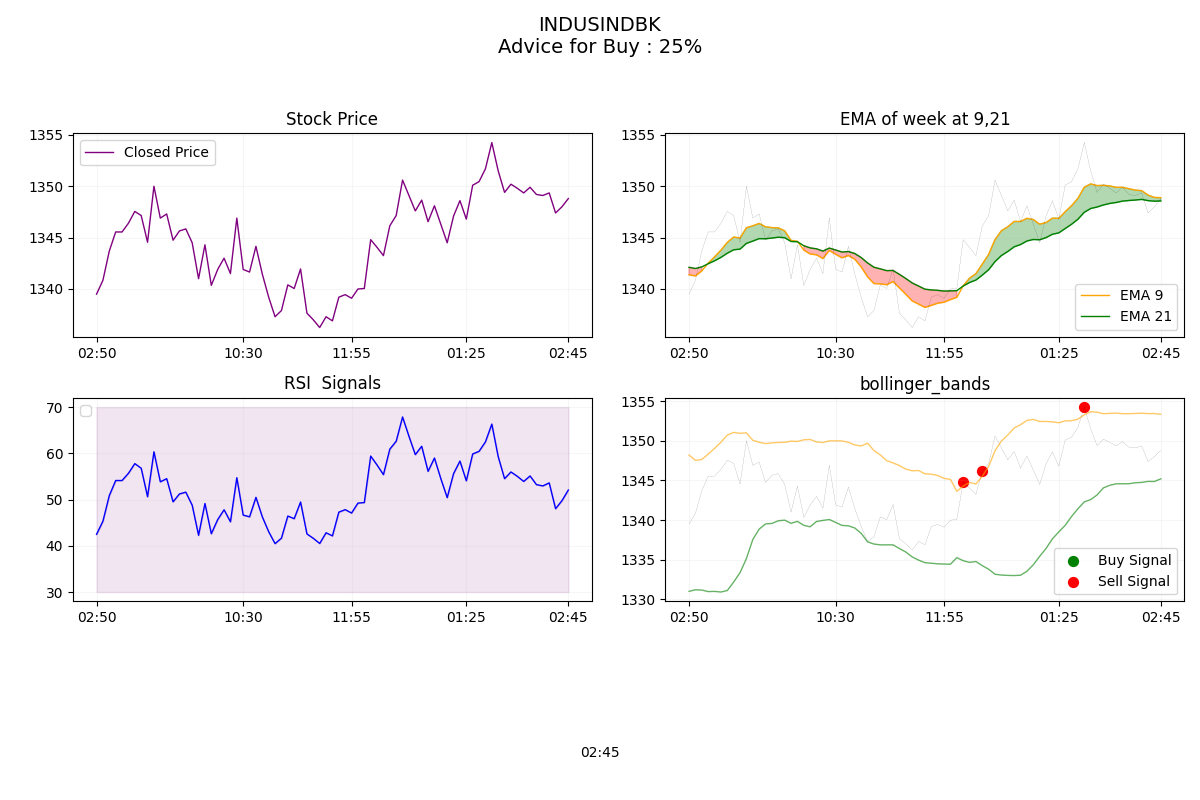 INDUSINDBK
Advice for Buy : 25%
Stock Price
1355
1350
1345
1340
Closed Price
02:50 10:30 11:55 01:25 02:45
EMA of week at 9,21
1355
1350
1345
1340
EMA 9
EMA 21
02:50 10:30 11:55 01:25 02:45
RSI  Signals
70
60
50
40
30
02:50 10:30 11:55 01:25 02:45
bollinger_bands
1355
1350
1345
1340
1335
1330
Buy Signal
Sell Signal
02:50 10:30 11:55 01:25 02:45
02:45